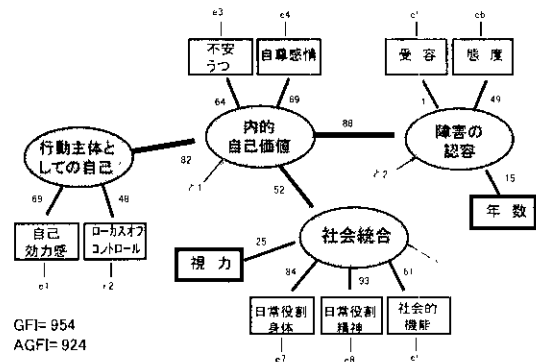 e3
e4
不安
うつ
自尊感情
受容
態度
64
69
49
内的
自己価値
88
障害の
認容
行動主体と
しての自己
82
52
15
年数
69
48
自己
効力感
ローカスオフ
コントロール
視力
25
社会統合
84
93
61
日常役割
身体
日常役割
精神
社会的
機能
e7
e8
GFI= 954
AGFI= 924